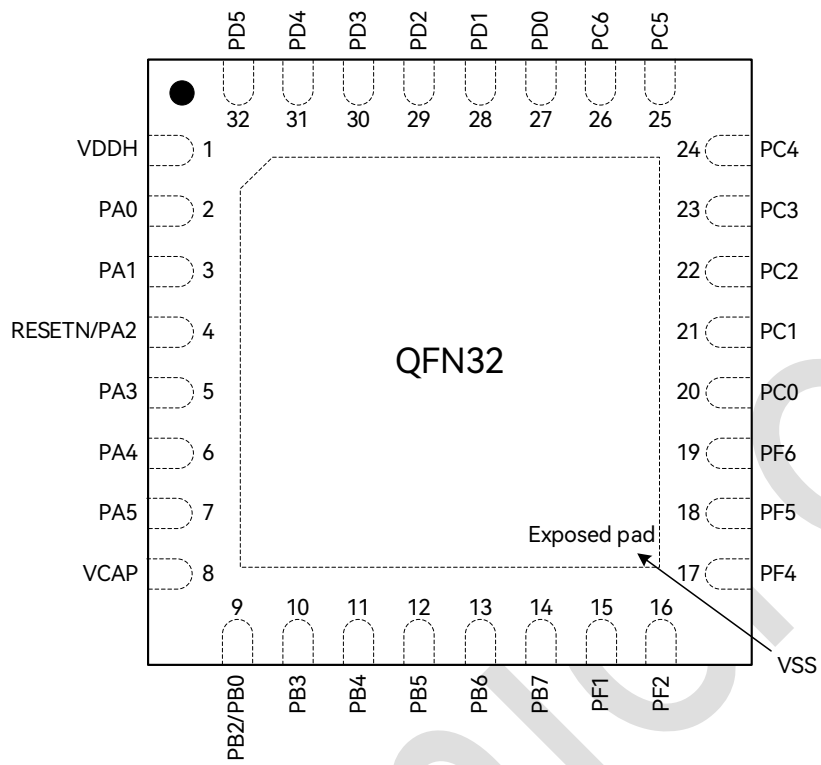 PD5 PD4 PD3 PD2 PD1 PD0 PC6 PC5
32 31 30 29 28 27 26 25
VDDH 1 24 PC4
PA0 2 23 PC3
PA1 3 22 PC2
RESETN/PA2 4 21 PC1
QFN32
PA3 5 20 PC0
PA4 6 19 PF6
PA5 7 18 PF5
Exposed pad
VCAP 8 17 PF4
9 10 11 12 13 14 15 16
VSS
PB2/PB0 PB3 PB4 PB5 PB6 PB7 PF1 PF2